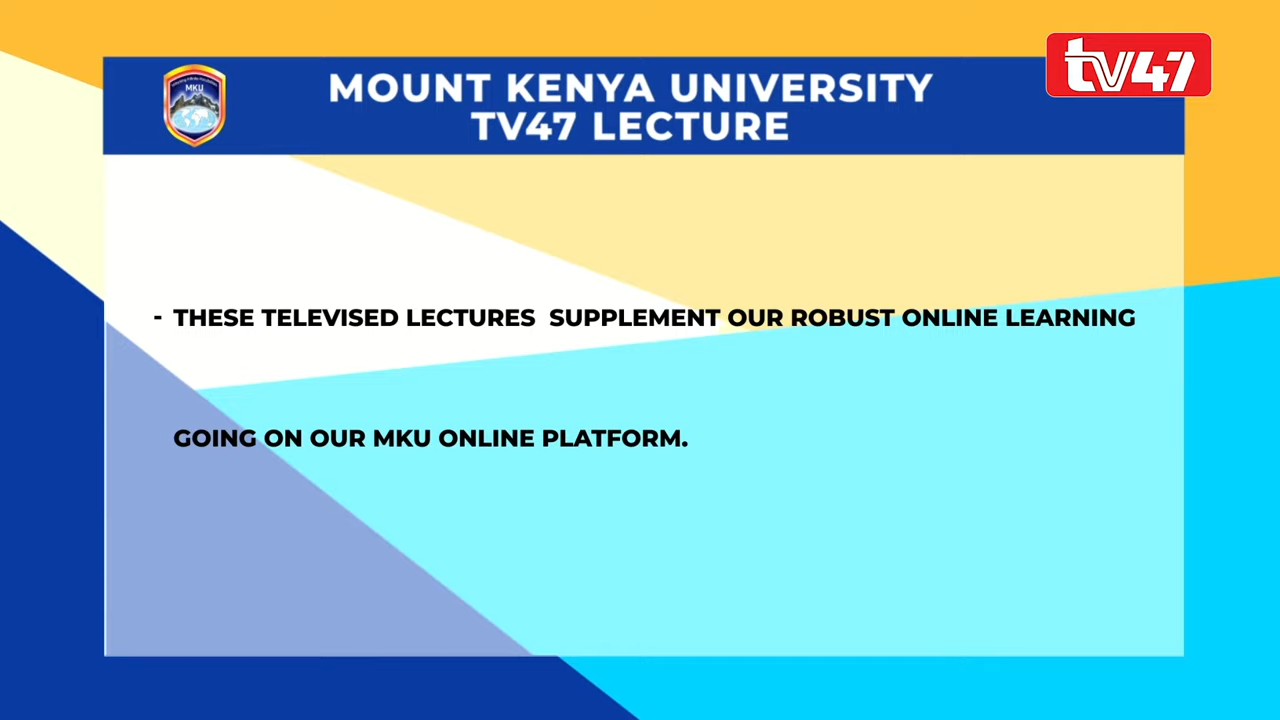 MOUNT KENYA UNIVERSITY
TV47 LECTURE
tv47
MKU
- THESE TELEVISED LECTURES SUPPLEMENT OUR ROBUST ONLINE LEARNING
GOING ON OUR MKU ONLINE PLATFORM.